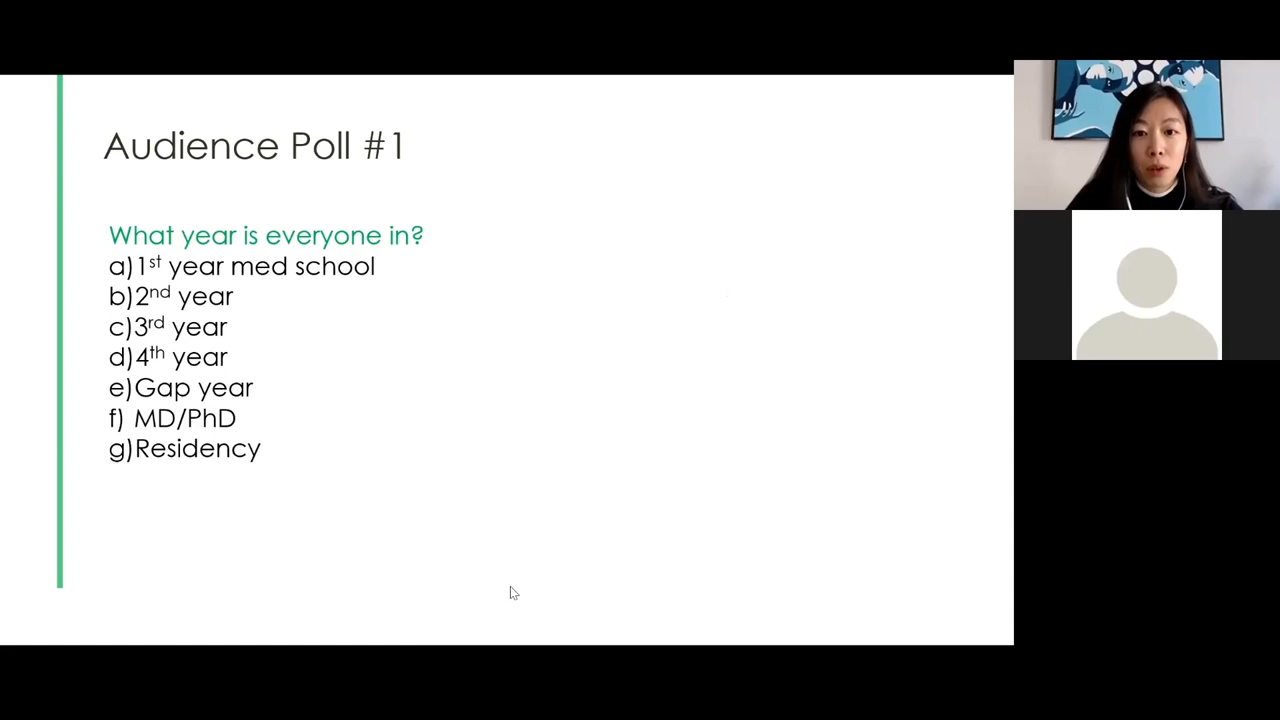 Audience Poll #1
What year is everyone in?
a)1st year med school
b)2nd year
c)3rd year
d)4th year
e)Gap year
f) MD/PhD
g)Residency